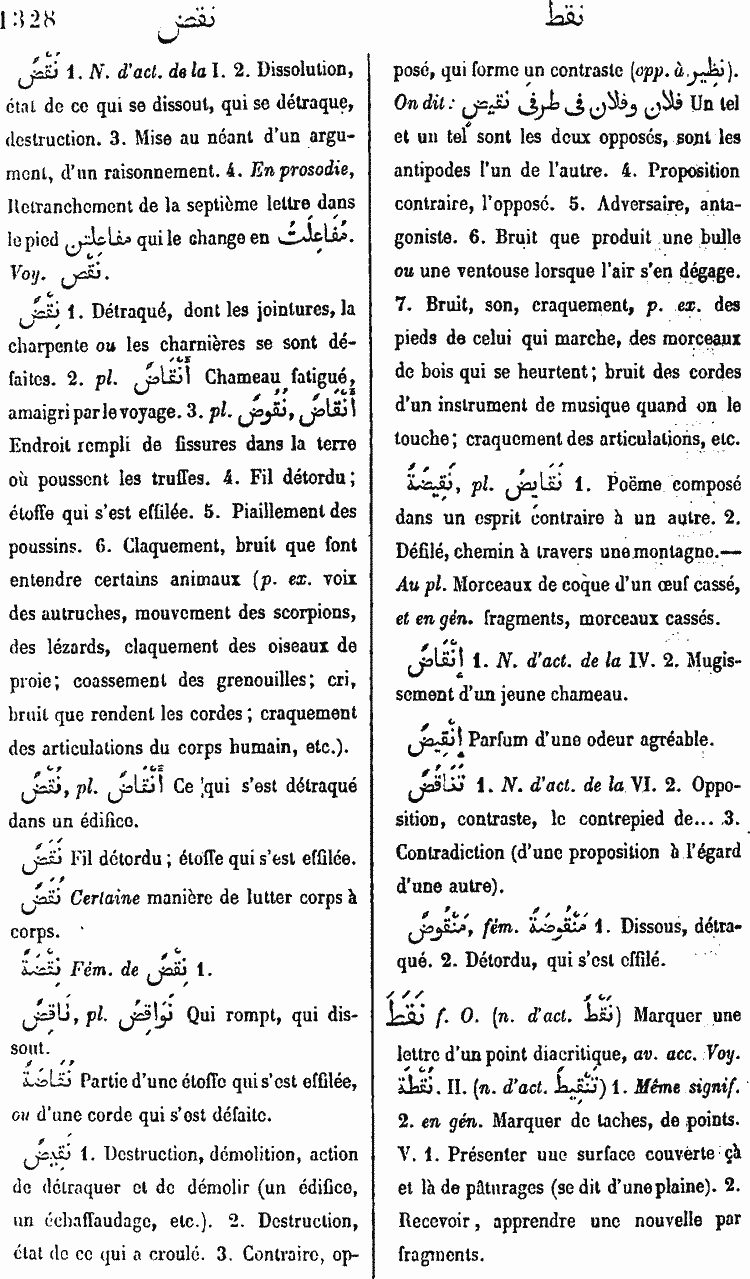 1328
نقض
نقط
نَقْضٌ 1. N. d'act. de la I. 2. Dissolution,
état de ce qui se dissout, qui se détraque,
destruction. 3. Mise au néant d'un argu-
ment, d'un raisonnement. 4. En prosodie,
Retranchement de la septième lettre dans
le pied مفاعلتن qui le change en مُفَاعَلْتُ.
Voy. نَقْص.
نِقْضٌ 1. Détraqué, dont les jointures, la
charpente ou les charnières se sont dé-
faites. 2. pl. أَنْقَاضٌ Chameau fatigué,
amaigri par le voyage. 3. pl. أَنْقَاضٌ, نُقُوضٌ
Endroit rempli de fissures dans la terre
où poussent les truffes. 4. Fil détordu;
étoffe qui s'est effilée. 5. Piaillement des
poussins. 6. Claquement, bruit que font
entendre certains animaux (p. ex. voix
des autruches, mouvement des scorpions,
des lézards, claquement des oiseaux de
proie; coassement des grenouilles; cri,
bruit que rendent les cordes; craquement
des articulations du corps humain, etc.).
نُقْضٌ, pl. أَنْقَاضٌ Ce qui s'est détraqué
dans un édifice.
نَقَضٌ Fil détordu; étoffe qui s'est effilée.
نَقْضٌ Certaine manière de lutter corps à
corps.
نِقْضَةٌ Fém. de نِقْضٌ 1.
نَاقِضٌ, pl. نَوَاقِضُ Qui rompt, qui dis-
sout.
نُقَاضَةٌ Partie d'une étoffe qui s'est effilée,
ou d'une corde qui s'est défaite.
نَقِيضٌ 1. Destruction, démolition, action
de détraquer et de démolir (un édifice,
un échaffaudage, etc.). 2. Destruction,
état de ce qui a croulé. 3. Contraire, op-
posé, qui forme un contraste (opp. à نظير).
On dit: فلان وفلان فى طرفى نقيض Un tel
et un tel sont les deux opposés, sont les
antipodes l'un de l'autre. 4. Proposition
contraire, l'opposé. 5. Adversaire, anta-
goniste. 6. Bruit que produit une bulle
ou une ventouse lorsque l'air s'en dégage.
7. Bruit, son, craquement, p. ex. des
pieds de celui qui marche, des morceaux
de bois qui se heurtent; bruit des cordes
d'un instrument de musique quand on le
touche; craquement des articulations, etc.
نَقِيضَةٌ, pl. نَقَايِضُ 1. Poëme composé
dans un esprit contraire à un autre. 2.
Défilé, chemin à travers une montagne.—
Au pl. Morceaux de coque d'un œuf cassé,
et en gén. fragments, morceaux cassés.
إِنْقَاضٌ 1. N. d'act. de la IV. 2. Mugis-
sement d'un jeune chameau.
إِنْقِيضٌ Parfum d'une odeur agréable.
تَنَاقُضٌ 1. N. d'act. de la VI. 2. Oppo-
sition, contraste, le contrepied de... 3.
Contradiction (d'une proposition à l'égard
d'une autre).
مَنْقُوضٌ, fém. مَنْقُوضَةٌ 1. Dissous, détra-
qué. 2. Détordu, qui s'est effilé.
نَقَطَ f. O. (n. d'act. نَقْطٌ) Marquer une
lettre d'un point diacritique, av. acc. Voy.
نُقْطَةٌ. II. (n. d'act. تَنْقِيطٌ) 1. Même signif.
2. en gén. Marquer de taches, de points.
V. 1. Présenter une surface couverte çà
et là de pâturages (se dit d'une plaine). 2.
Recevoir, apprendre une nouvelle par
fragments.